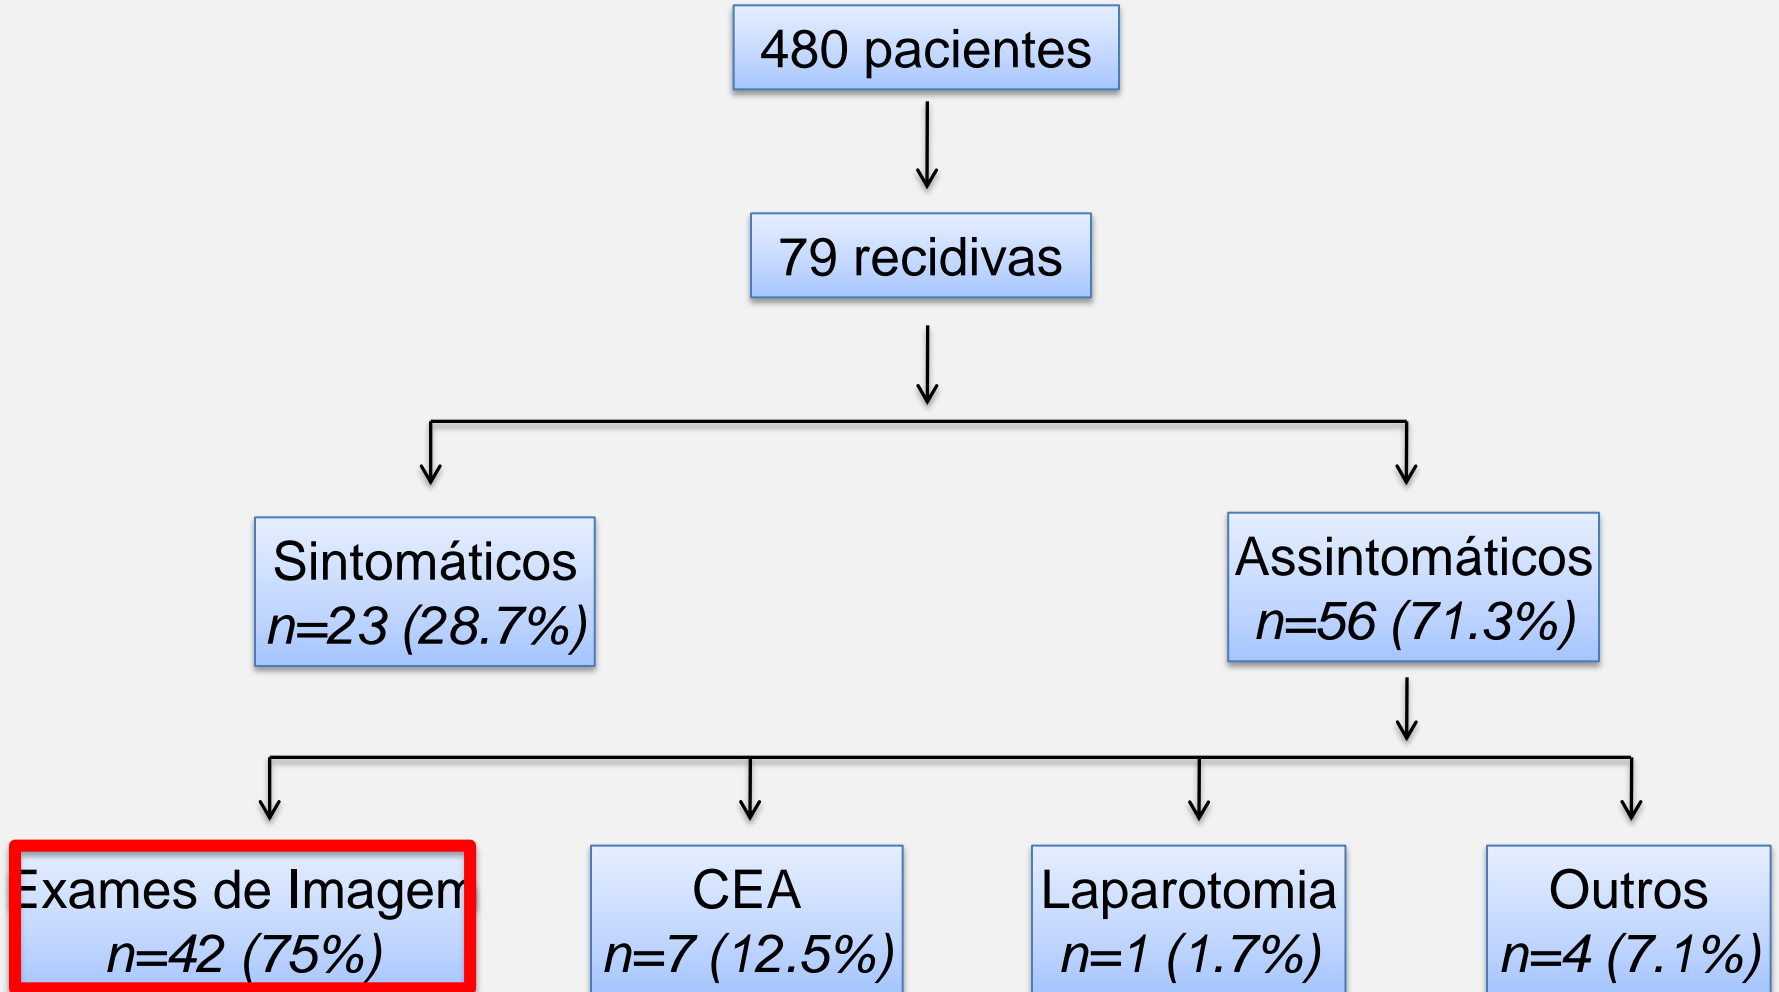 480 pacientes
79 recidivas
Sintomáticos
n=23 (28.7%)
Assintomáticos
n=56 (71.3%)
Exames de Imagem
n=42 (75%)
CEA
n=7 (12.5%)
Laparotomia
n=1 (1.7%)
Outros
n=4 (7.1%)